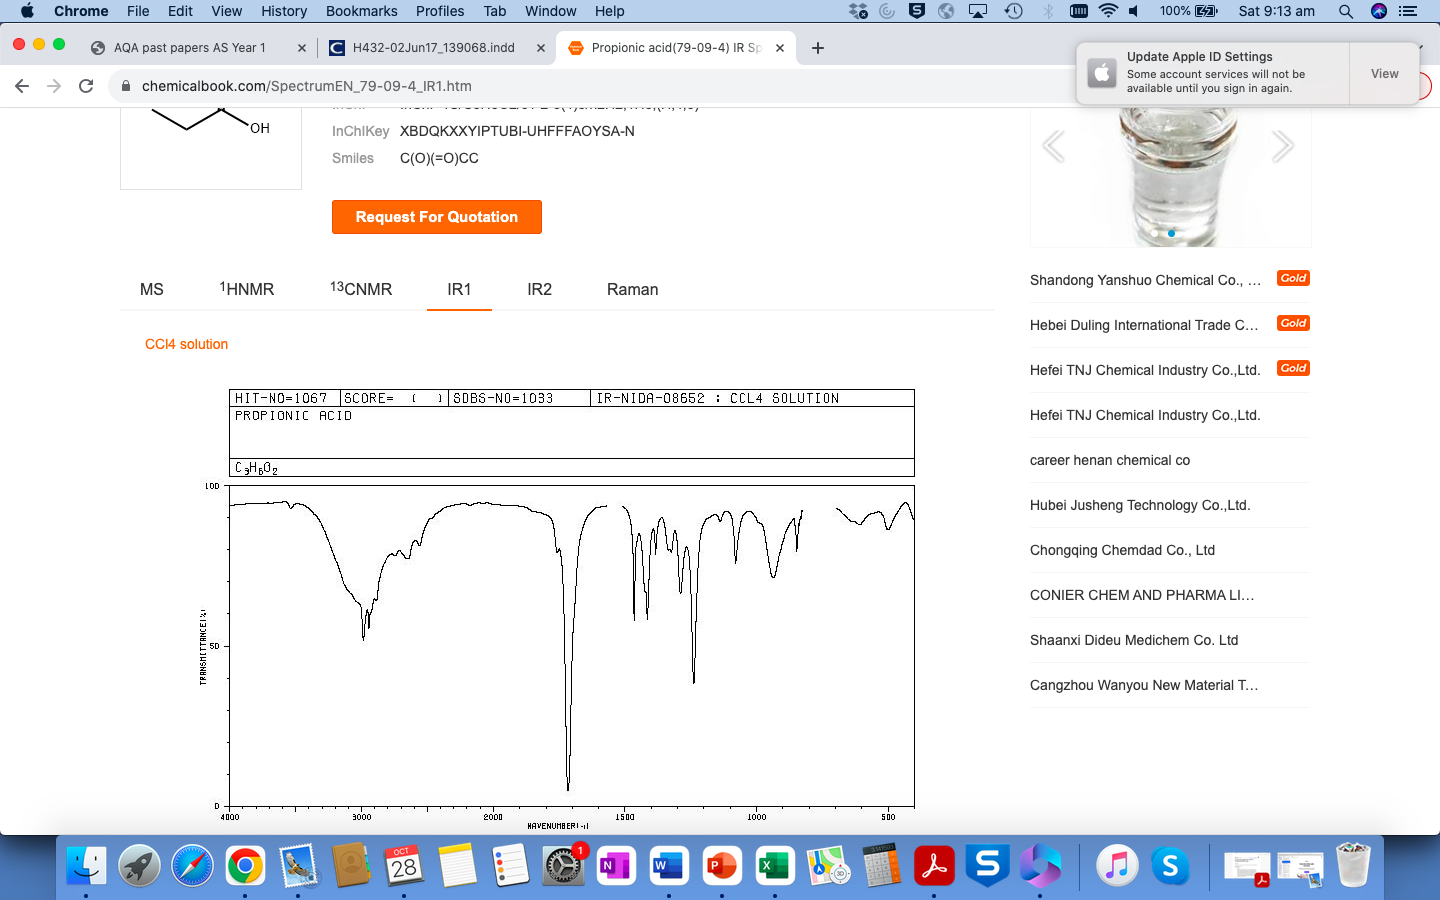 Chrome File Edit View History Bookmarks Profiles Tab Window Help 100% Sat 9:13 am
AQA past papers AS Year 1 H432-02Jun17_139068.indd Propionic acid(79-09-4) IR Sp
chemicalbook.com/SpectrumEN_79-09-4_IR1.htm
Update Apple ID Settings
Some account services will not be
available until you sign in again.
View
OH
InChIKey XBDQKXXYIPTUBI-UHFFFAOYSA-N
Smiles C(O)(=O)CC
Request For Quotation
MS 1HNMR 13CNMR IR1 IR2 Raman
CCl4 solution
HIT-NO=1067 SCORE= ( ) SDBS-NO=1033 IR-NIDA-08652 : CCL4 SOLUTION
PROPIONIC ACID
C3H6O2
100
50
0
TRANSMITTANCE(%)
4000 3000 2000 1500 1000 500
WAVENUMBER(-1)
Shandong Yanshuo Chemical Co., ... Gold
Hebei Duling International Trade C... Gold
Hefei TNJ Chemical Industry Co.,Ltd. Gold
Hefei TNJ Chemical Industry Co.,Ltd.
career henan chemical co
Hubei Jusheng Technology Co.,Ltd.
Chongqing Chemdad Co., Ltd
CONIER CHEM AND PHARMA LI...
Shaanxi Dideu Medichem Co. Ltd
Cangzhou Wanyou New Material T...
OCT
28
1
N W P X S S